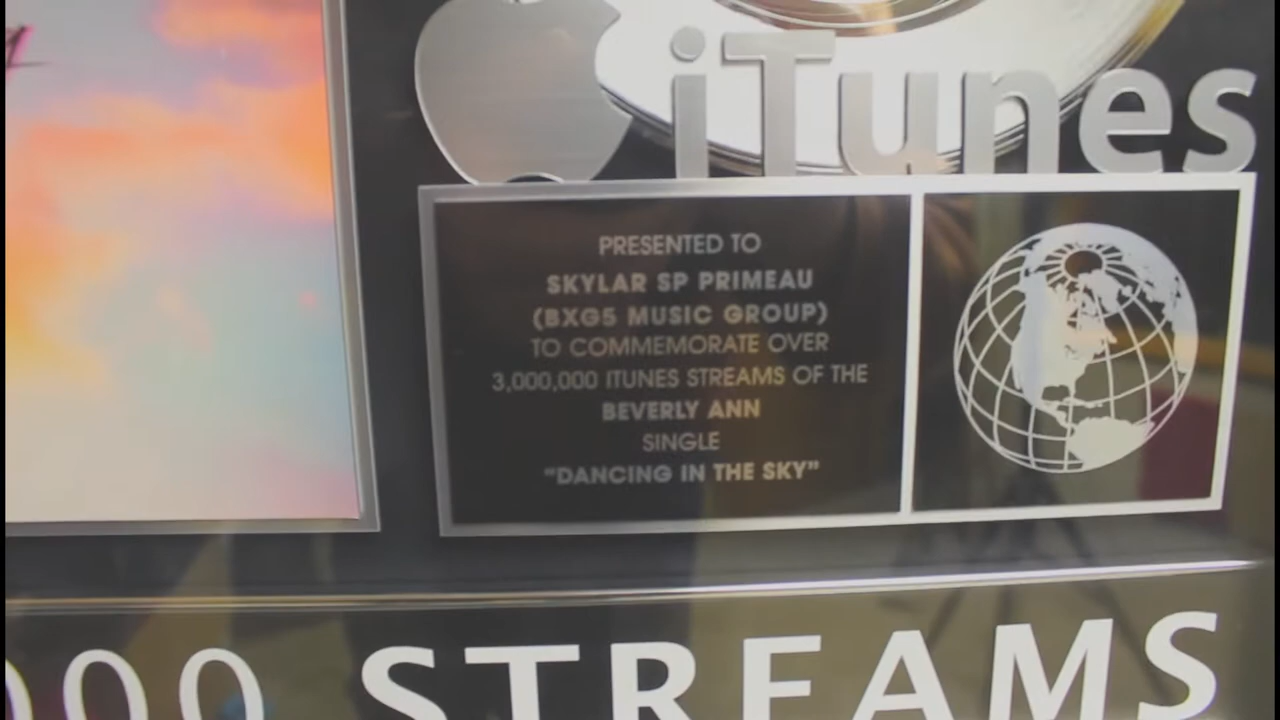 iTunes
PRESENTED TO
SKYLAR SP PRIMEAU
(BXG5 MUSIC GROUP)
TO COMMEMORATE OVER
3,000,000 ITUNES STREAMS OF THE
BEVERLY ANN
SINGLE
"DANCING IN THE SKY"
000 STREAMS